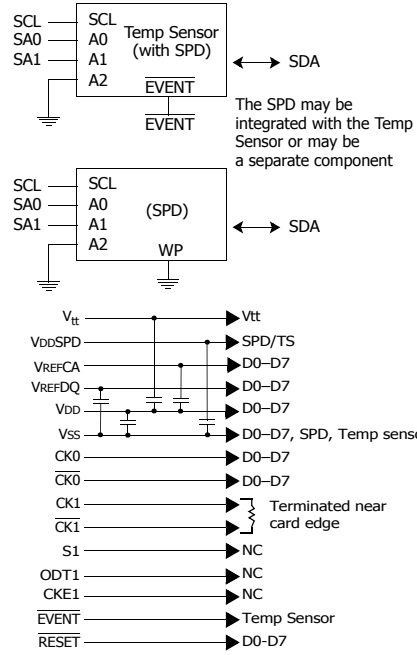 SCL SCL Temp Sensor
SA0 A0 (with SPD)
SA1 A1 SDA
A2 EVENT
EVENT
The SPD may be
integrated with the Temp
Sensor or may be
a separate component
SCL SCL
SA0 A0 (SPD)
SA1 A1 SDA
A2 WP
Vtt Vtt
VDDSPD SPD/TS
VREFCA D0–D7
VREFDQ D0–D7
VDD D0–D7
VSS D0–D7, SPD, Temp senso
CK0 D0–D7
CK0 D0–D7
CK1 Terminated near
CK1 card edge
S1 NC
ODT1 NC
CKE1 NC
EVENT Temp Sensor
RESET D0-D7